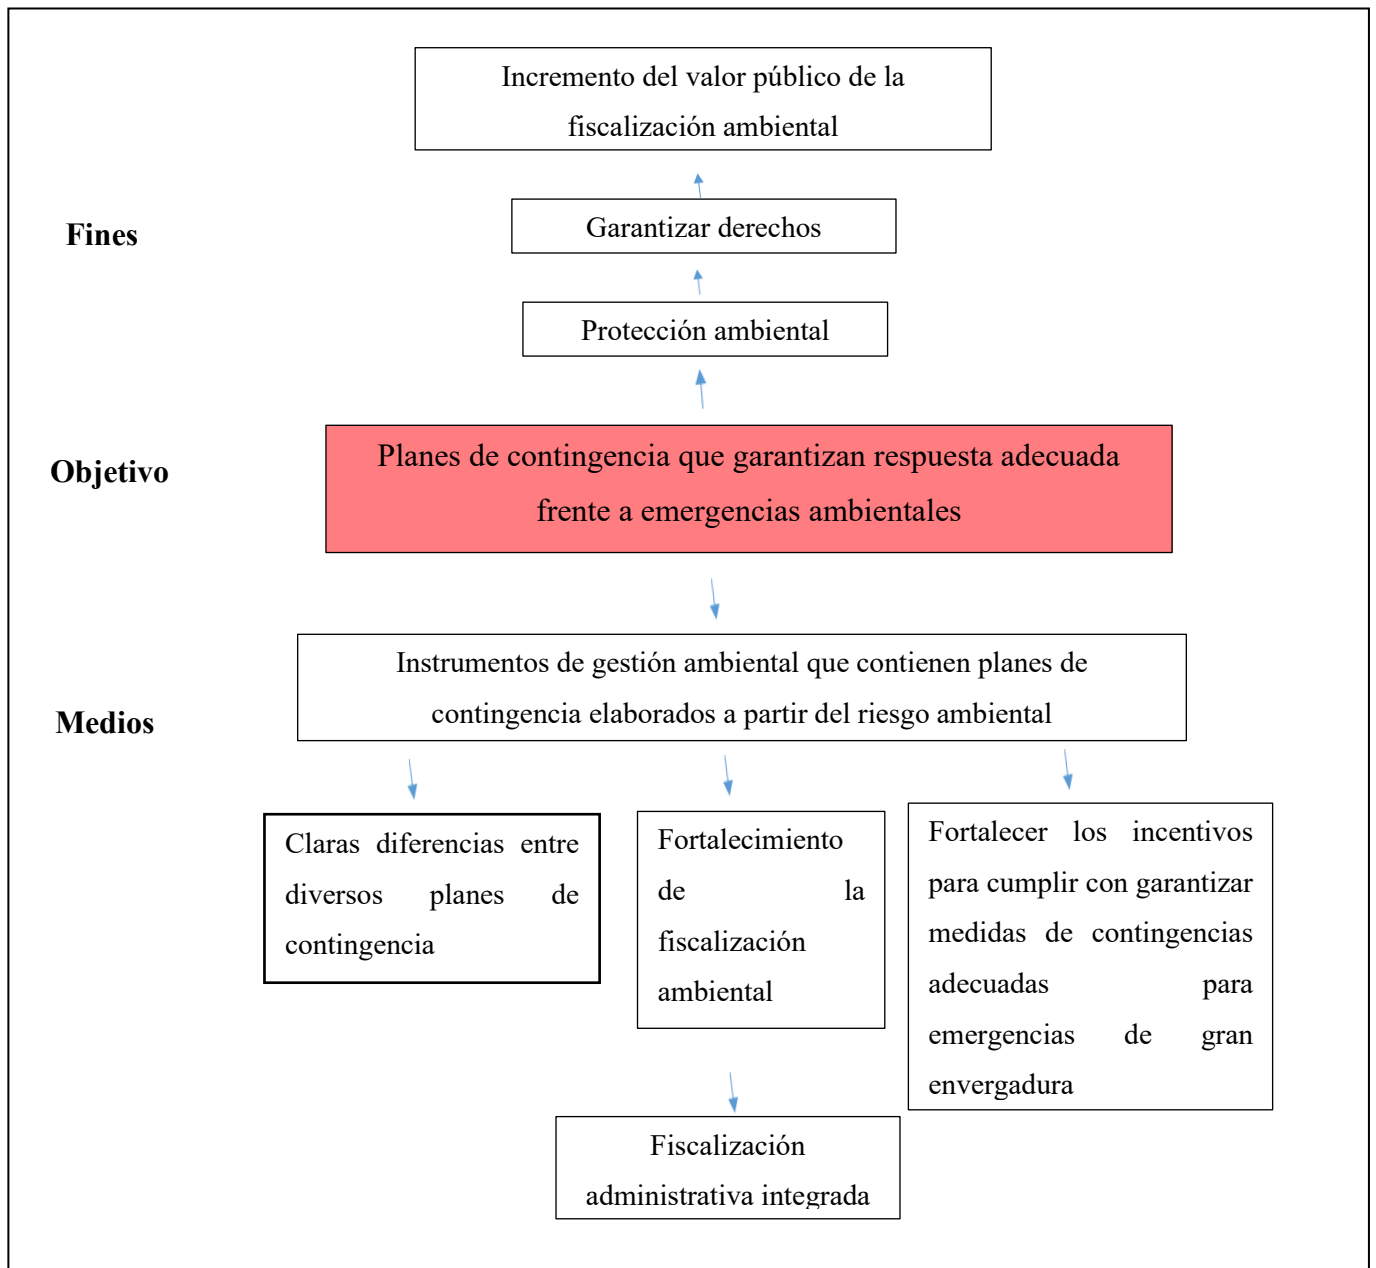 Incremento del valor público de la
fiscalización ambiental
Fines
Garantizar derechos
Protección ambiental
Objetivo
Planes de contingencia que garantizan respuesta adecuada
frente a emergencias ambientales
Instrumentos de gestión ambiental que contienen planes de
contingencia elaborados a partir del riesgo ambiental
Medios
Claras diferencias entre
diversos planes de
contingencia
Fortalecimiento
de la
fiscalización
ambiental
Fortalecer los incentivos
para cumplir con garantizar
medidas de contingencias
adecuadas para
emergencias de gran
envergadura
Fiscalización
administrativa integrada